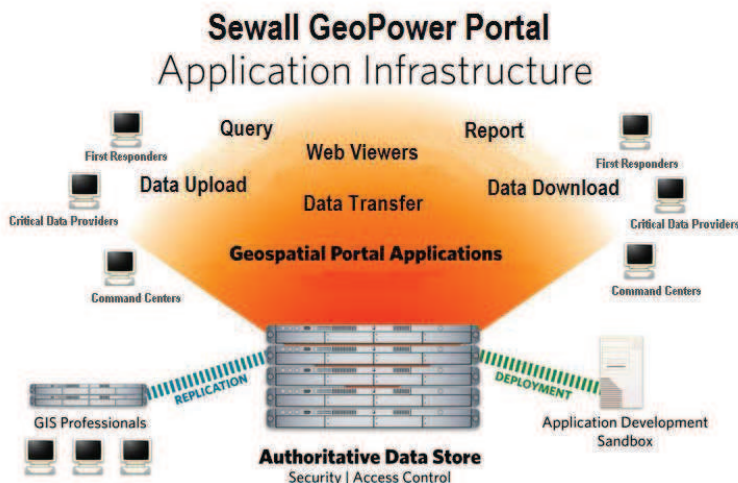 Sewall GeoPower Portal
Application Infrastructure
Query
Report
First Responders
Web Viewers
First Responders
Data Upload
Data Download
Critical Data Providers
Data Transfer
Critical Data Providers
Geospatial Portal Applications
Command Centers
Command Centers
REPLICATION
DEPLOYMENT
GIS Professionals
Application Development
Sandbox
Authoritative Data Store
Security | Access Control